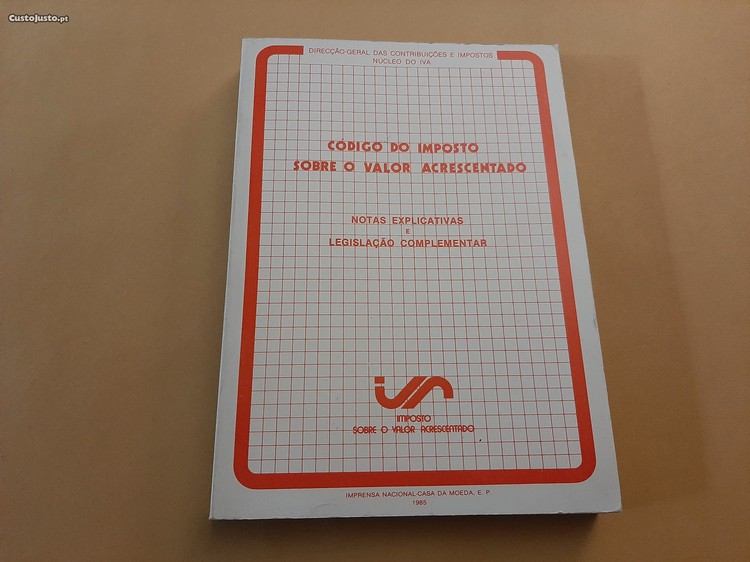 CustoJusto.pt
DIRECÇÃO-GERAL DAS CONTRIBUIÇÕES E IMPOSTOS
NÚCLEO DO IVA
CÓDIGO DO IMPOSTO
SOBRE O VALOR ACRESCENTADO
NOTAS EXPLICATIVAS
E
LEGISLAÇÃO COMPLEMENTAR
iva
IMPOSTO
SOBRE O VALOR ACRESCENTADO
IMPRENSA NACIONAL-CASA DA MOEDA, E. P.
1985